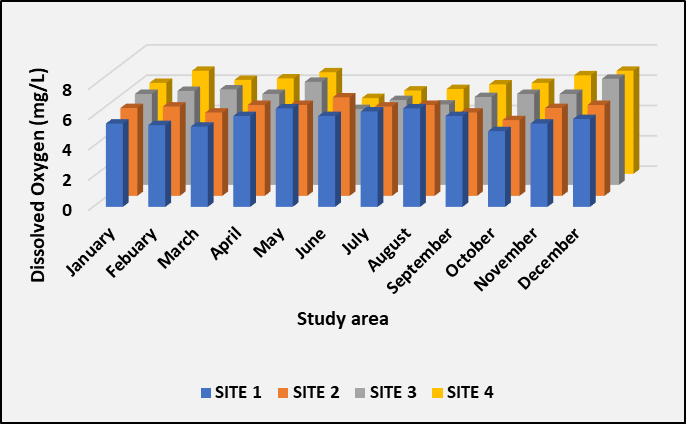 Dissolved Oxygen (mg/L)
8
6
4
2
0
January
Febuary
March
April
May
June
July
August
September
October
November
December
Study area
SITE 1 SITE 2 SITE 3 SITE 4